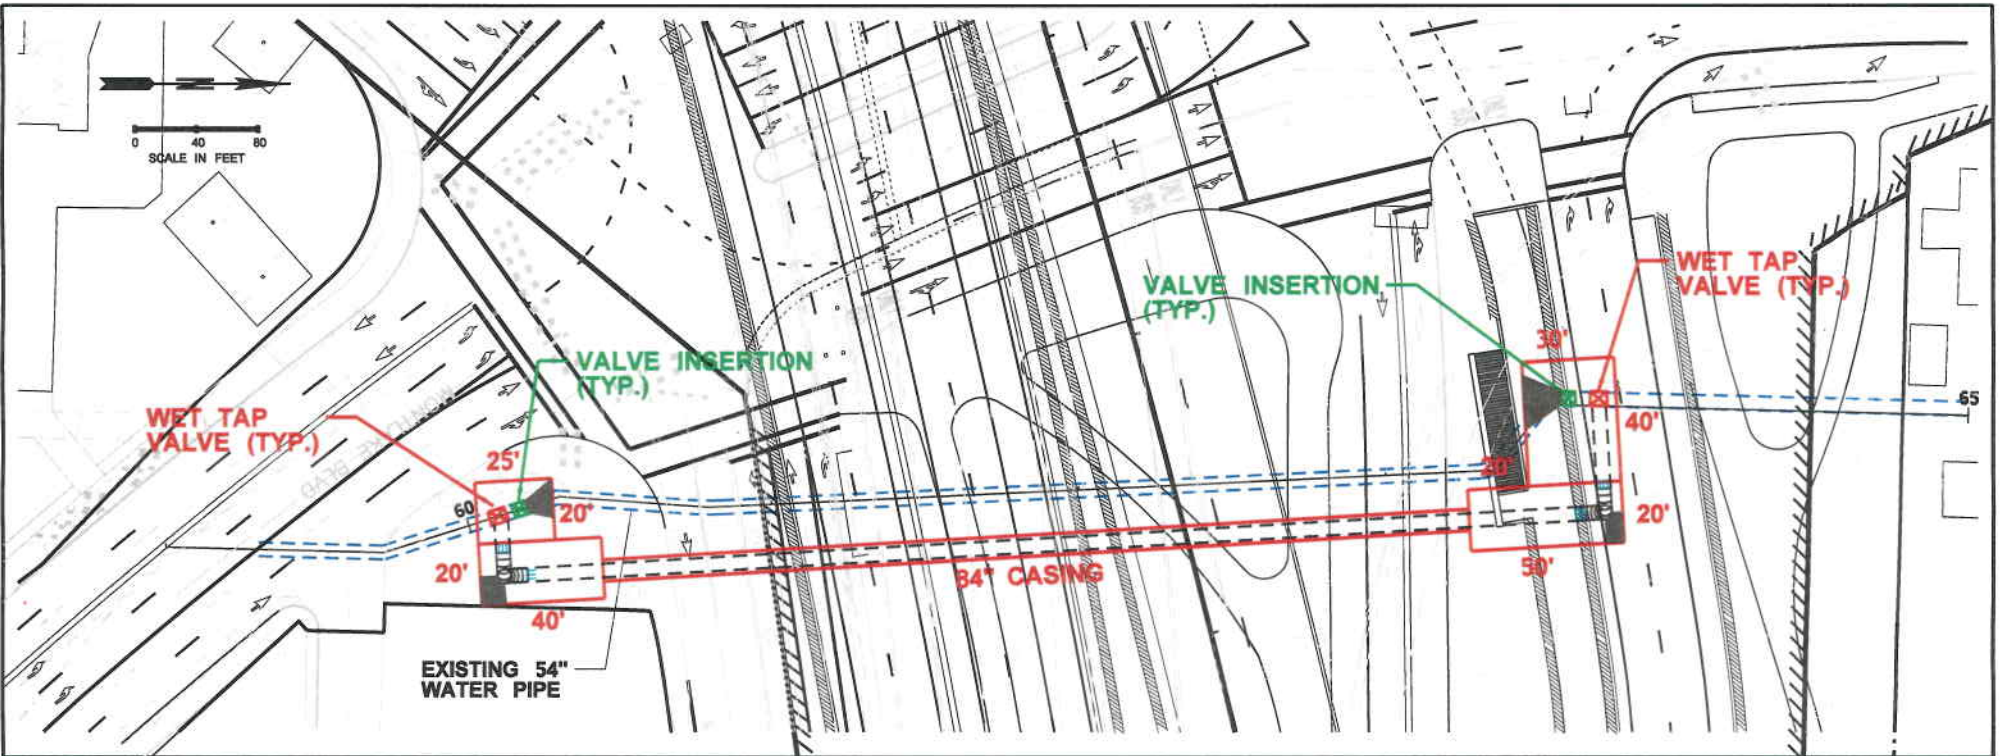 N
0 40 80
SCALE IN FEET
WET TAP
VALVE (TYP.)
VALVE INSERTION
(TYP.)
VALVE INSERTION
(TYP.)
WET TAP
VALVE (TYP.)
30'
40'
65
20'
20'
50'
25'
60
20'
20'
40'
84" CASING
EXISTING 54"
WATER PIPE